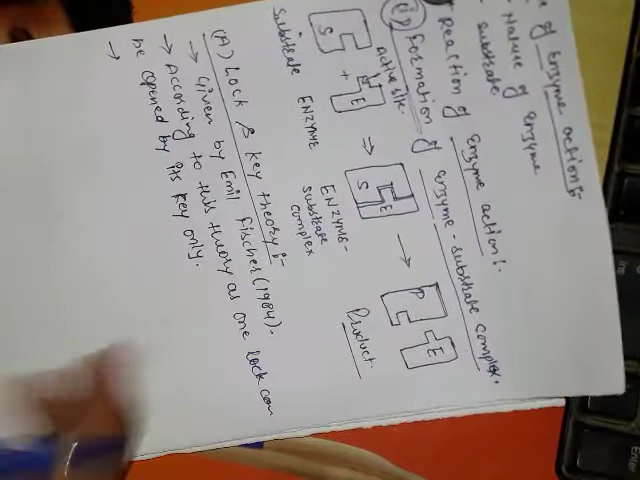 of Enzyme action:-
- Nature of enzyme
- substrate.
Reaction of Enzyme action:-
(i) Formation of enzyme-substrate complex.
active site
S + E ⇒ S E → P E
Substrate ENZYME
ENZYME-
substrate
complex
Product
(A) Lock & key theory:-
→ Given by Emil Fischer (1984).
→ According to this theory as one lock can
be opened by its key only.
→
Enter